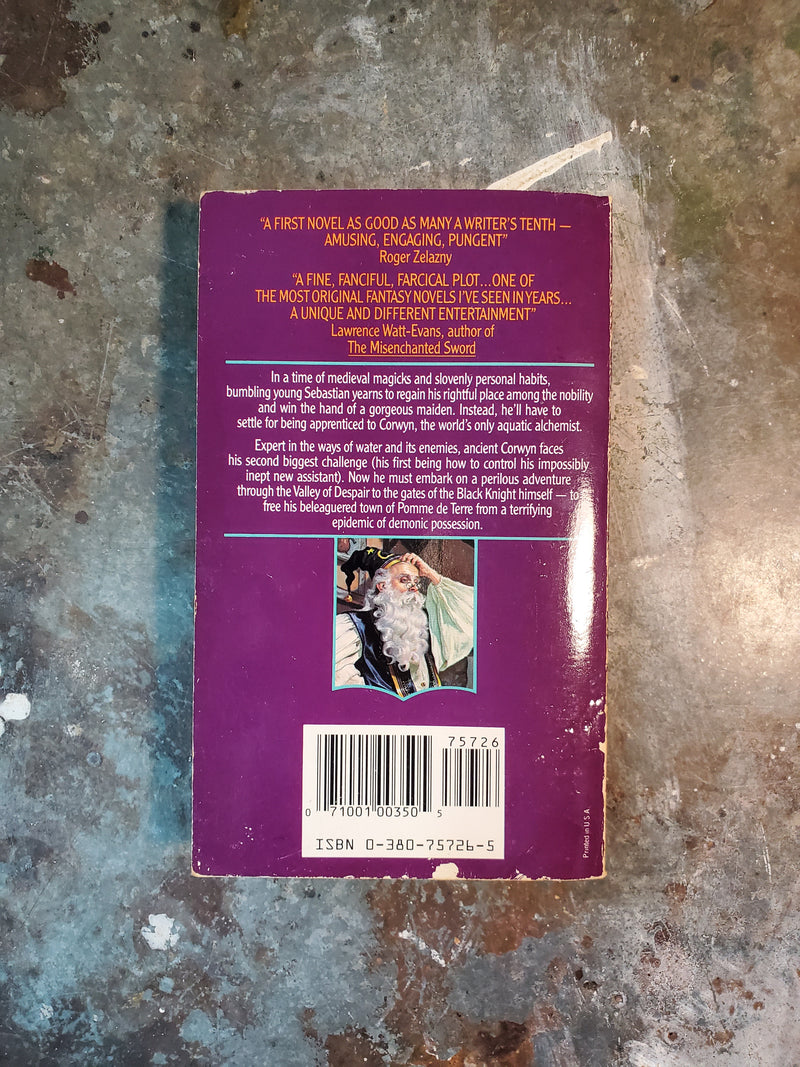 “A FIRST NOVEL AS GOOD AS MANY A WRITER'S TENTH —
AMUSING, ENGAGING, PUNGENT”
Roger Zelazny
“A FINE, FANCIFUL, FARCICAL PLOT...ONE OF
THE MOST ORIGINAL FANTASY NOVELS I'VE SEEN IN YEARS...
A UNIQUE AND DIFFERENT ENTERTAINMENT”
Lawrence Watt-Evans, author of
The Misenchanted Sword
In a time of medieval magicks and slovenly personal habits,
bumbling young Sebastian yearns to regain his rightful place among the nobility
and win the hand of a gorgeous maiden. Instead, he'll have to
settle for being apprenticed to Corwyn, the world's only aquatic alchemist.
Expert in the ways of water and its enemies, ancient Corwyn faces
his second biggest challenge (his first being how to control his impossibly
inept new assistant). Now he must embark on a perilous adventure
through the Valley of Despair to the gates of the Black Knight himself — to
free his beleaguered town of Pomme de Terre from a terrifying
epidemic of demonic possession.
75726
0 71001 00350 5
ISBN 0-380-75726-5
Printed in U.S.A.